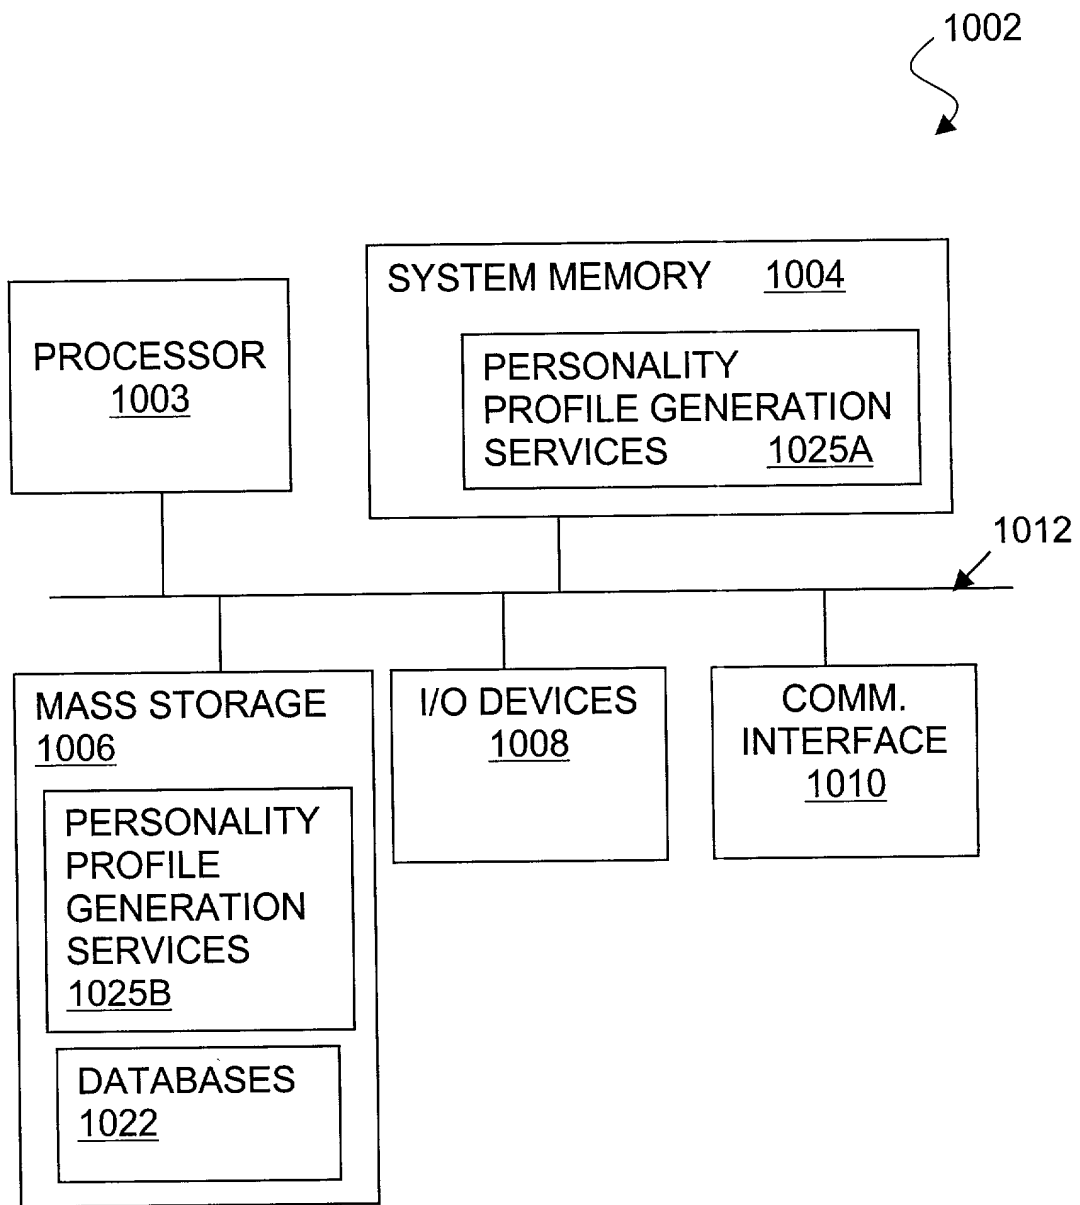 1002
SYSTEM MEMORY 1004
PROCESSOR
1003
PERSONALITY
PROFILE GENERATION
SERVICES 1025A
1012
MASS STORAGE
1006
I/O DEVICES
1008
COMM.
INTERFACE
1010
PERSONALITY
PROFILE
GENERATION
SERVICES
1025B
DATABASES
1022